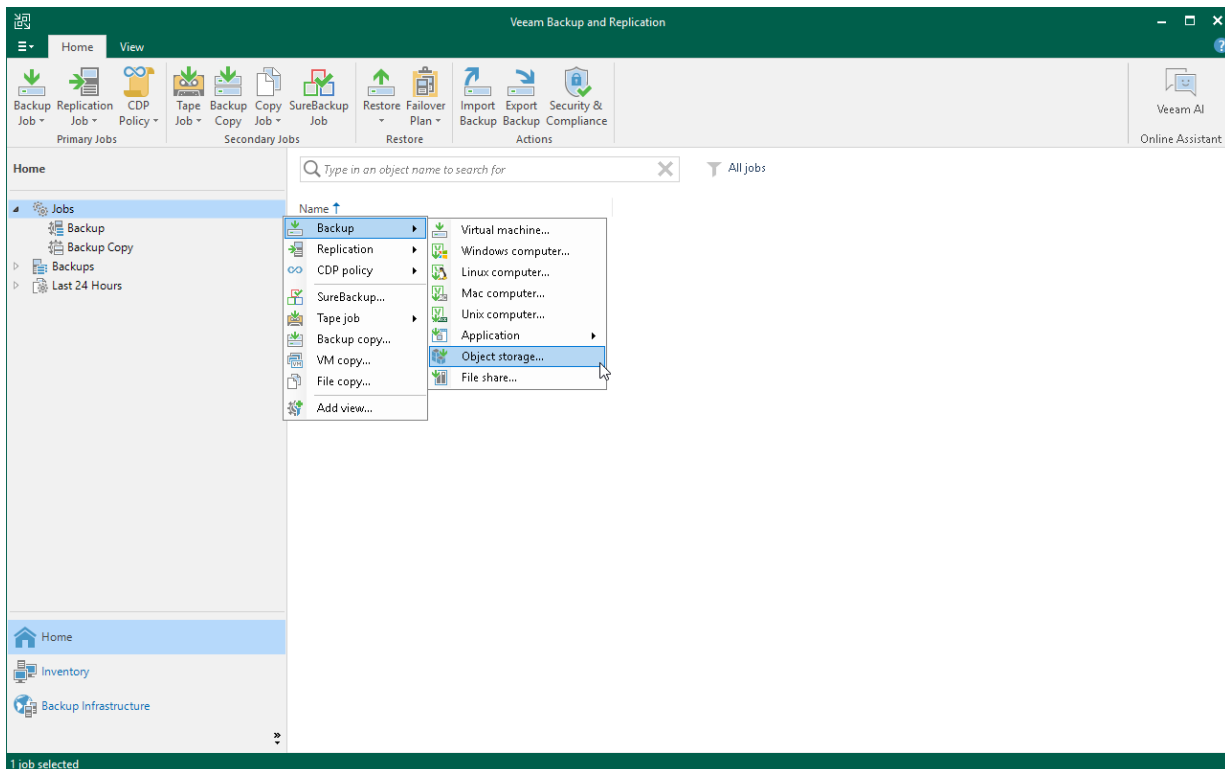 Veeam Backup and Replication
Home View
Backup Job
Replication Job
CDP Policy
Primary Jobs
Tape Job
Backup Copy
Copy Job
SureBackup Job
Secondary Jobs
Restore
Failover Plan
Restore
Import Backup
Export Backup
Security & Compliance
Actions
Veeam AI
Online Assistant
Home
Type in an object name to search for
All jobs
Jobs
Backup
Backup Copy
Backups
Last 24 Hours
Name
Backup
Replication
CDP policy
SureBackup...
Tape job
Backup copy...
VM copy...
File copy...
Add view...
Virtual machine...
Windows computer...
Linux computer...
Mac computer...
Unix computer...
Application
Object storage...
File share...
Home
Inventory
Backup Infrastructure
1 job selected